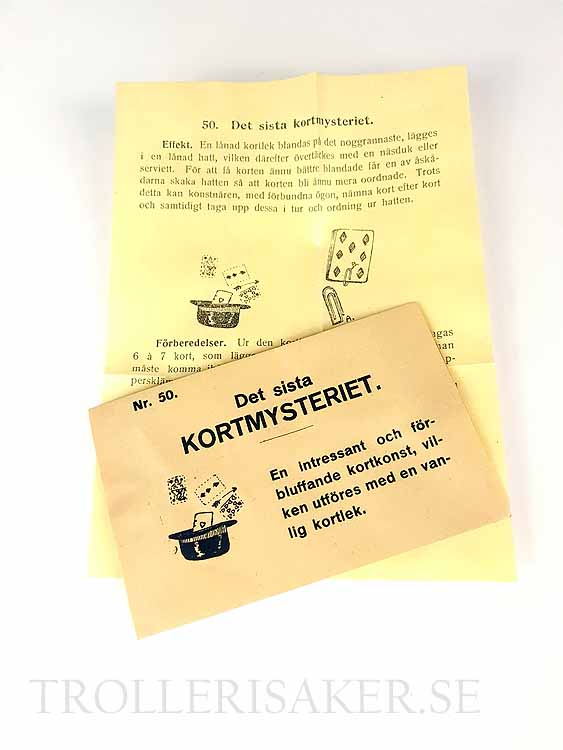 50. Det sista kortmysteriet.
Effekt. En lånad kortlek blandas på det noggrannaste, lägges
i en lånad hatt, vilken därefter övertäckes med en näsduk eller
serviett. För att få korten ännu bättre blandade får en av åskå-
darna skaka hatten så att korten bli ännu mera oordnade. Trots
detta kan konstnären, med förbundna ögon, nämna kort efter kort
och samtidigt taga upp dessa i tur och ordning ur hatten.
A.
Förberedelser. Ur den
6 à 7 kort, som
måste komma
Nr. 50.
Det sista
KORTMYSTERIET.
En intressant och för-
bluffande kortkonst, vil-
ken utföres med en van-
lig kortlek.
TROLLERISAKER.SE